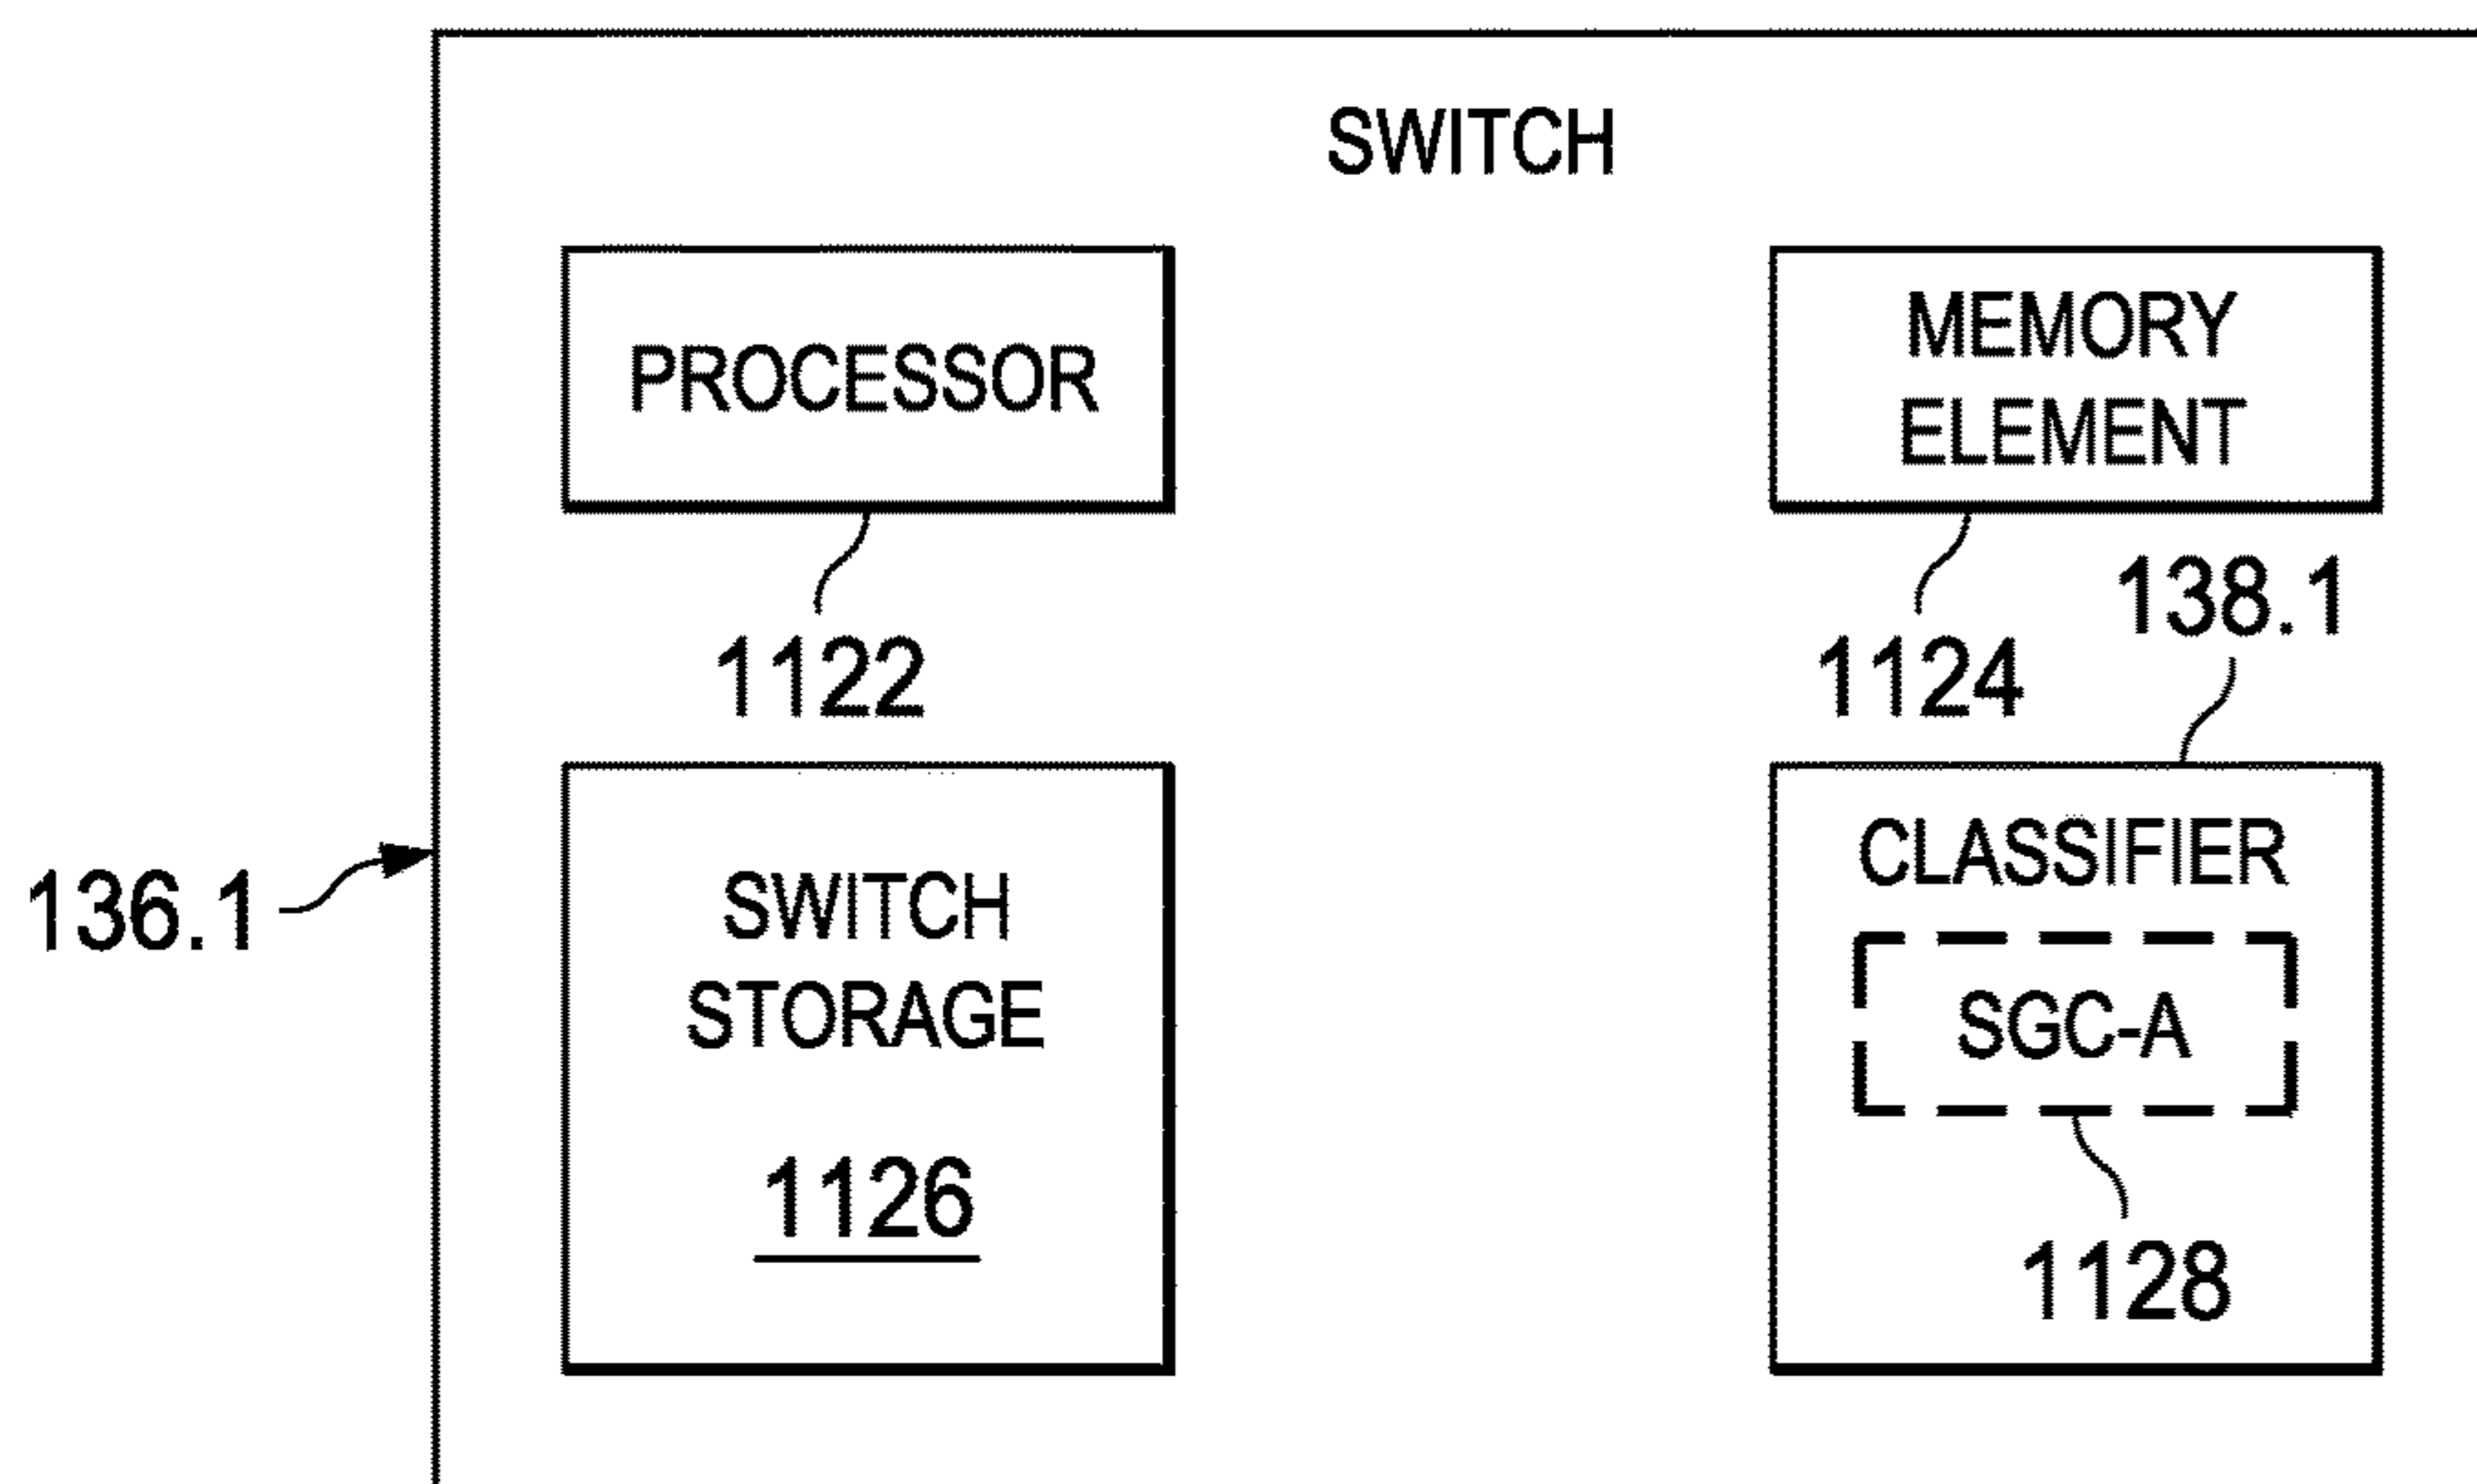 SWITCH
PROCESSOR
MEMORY
ELEMENT
1122
1124
138.1
136.1
SWITCH
STORAGE
1126
CLASSIFIER
SGC-A
1128